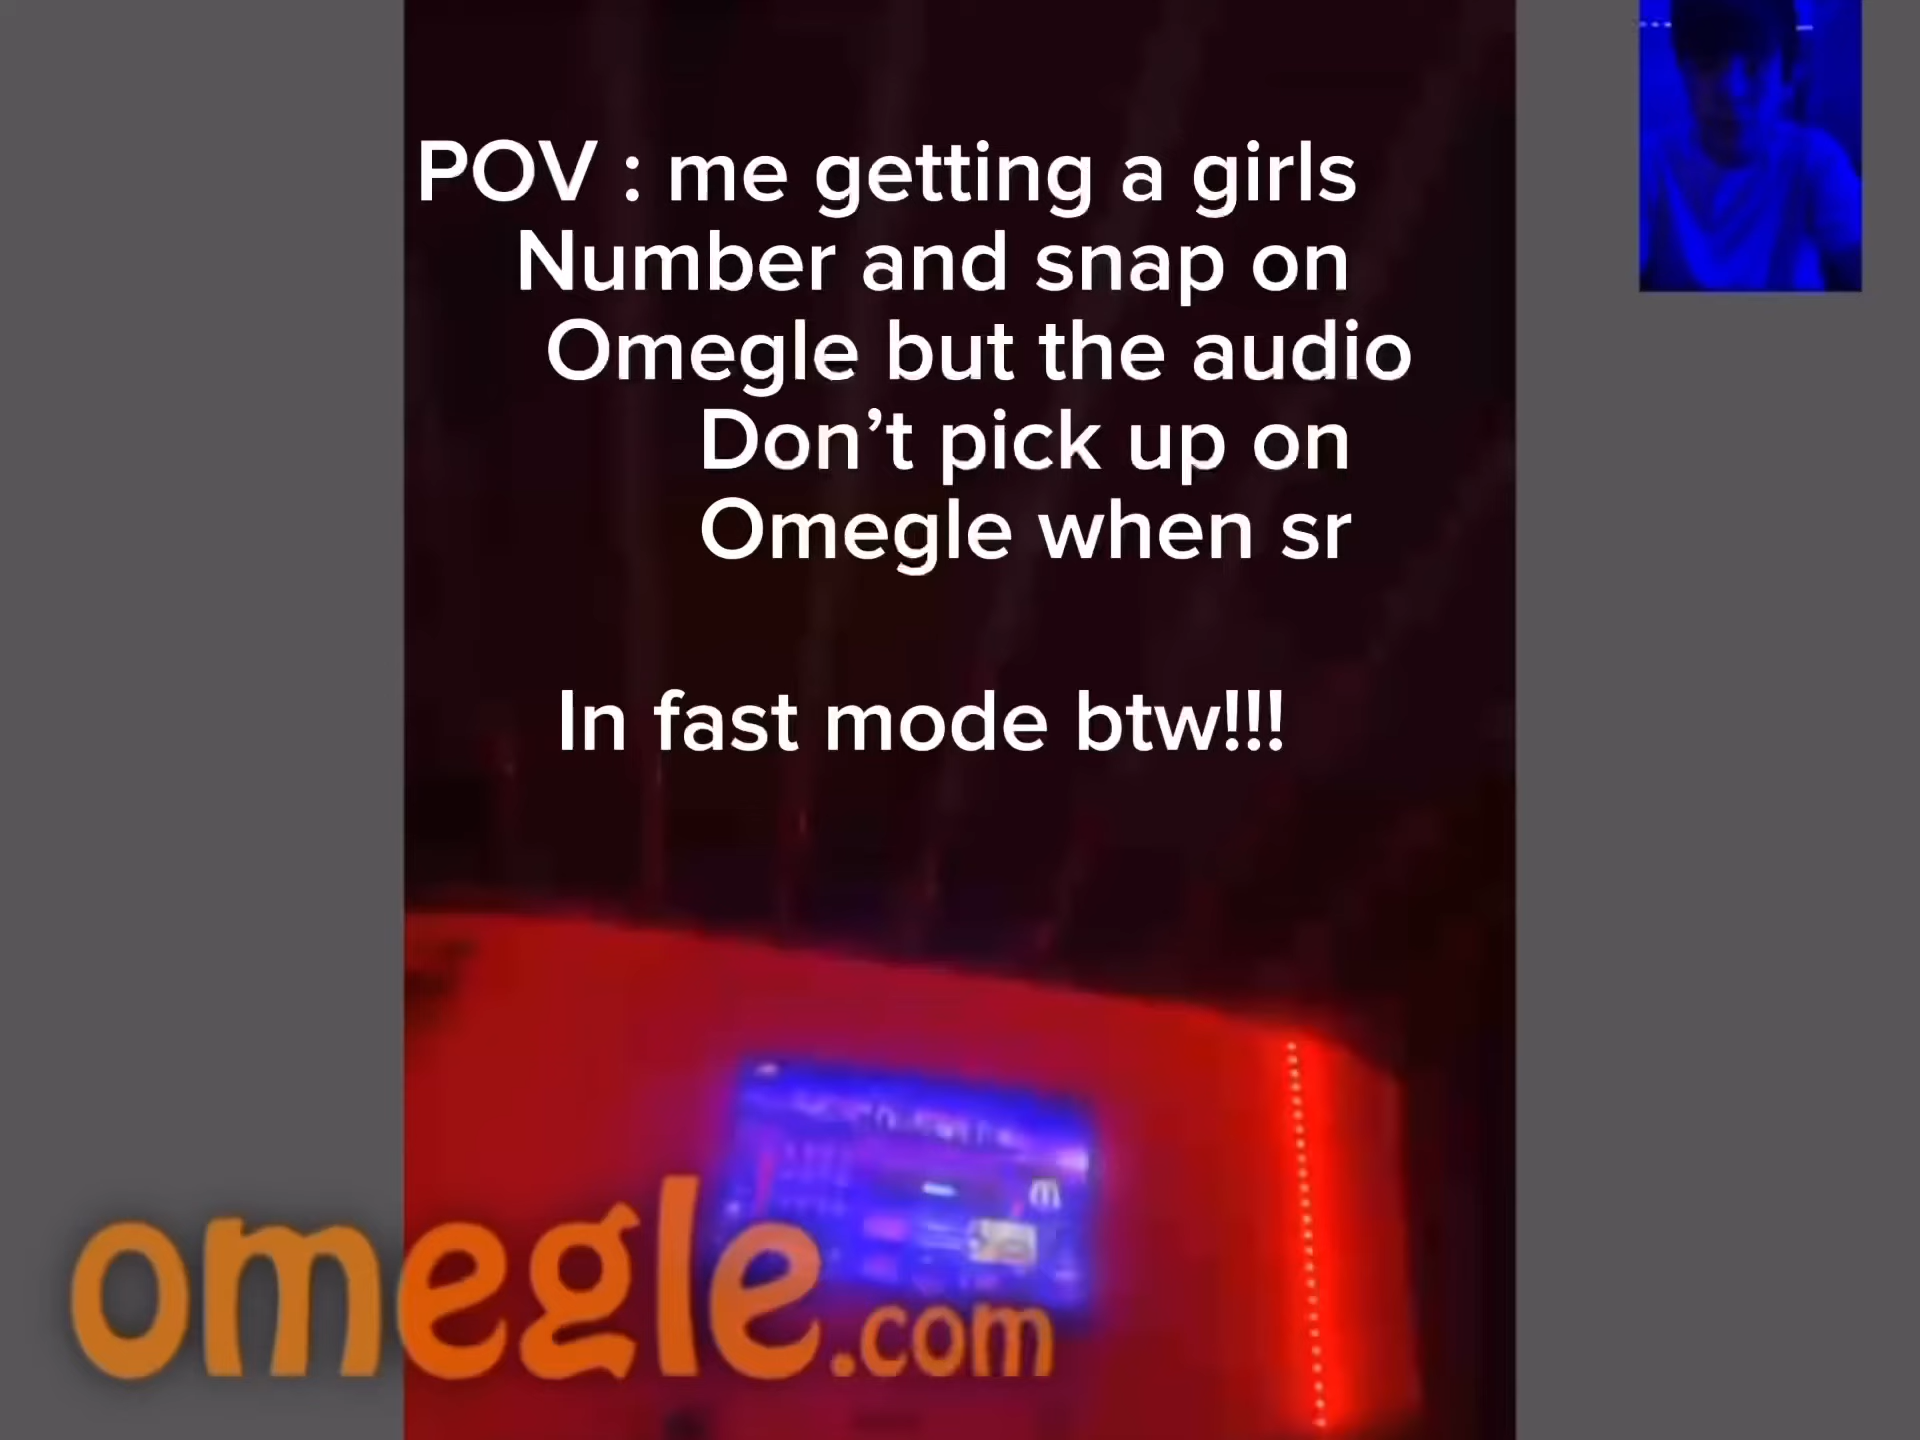 POV : me getting a girls
Number and snap on
Omegle but the audio
Don’t pick up on
Omegle when sr
In fast mode btw!!!
omegle.com